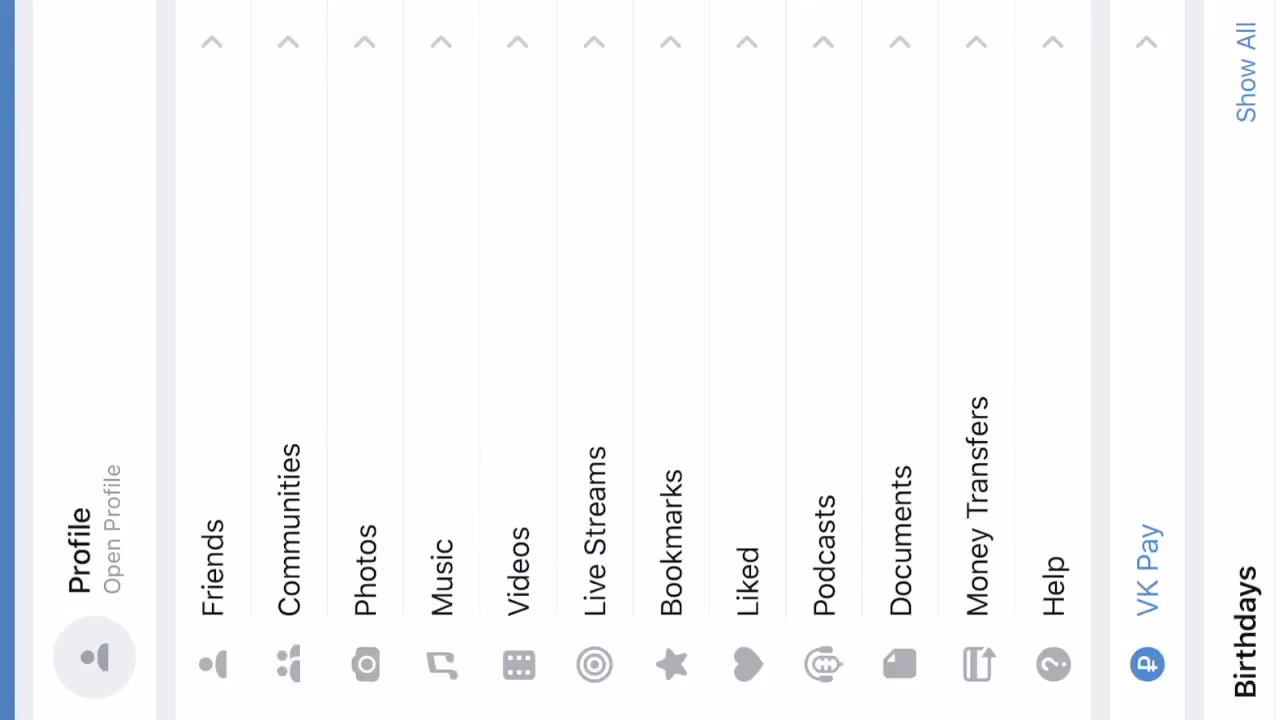 Profile
Open Profile
Friends
Communities
Photos
Music
Videos
Live Streams
Bookmarks
Liked
Podcasts
Documents
Money Transfers
Help
VK Pay
Birthdays
Show All